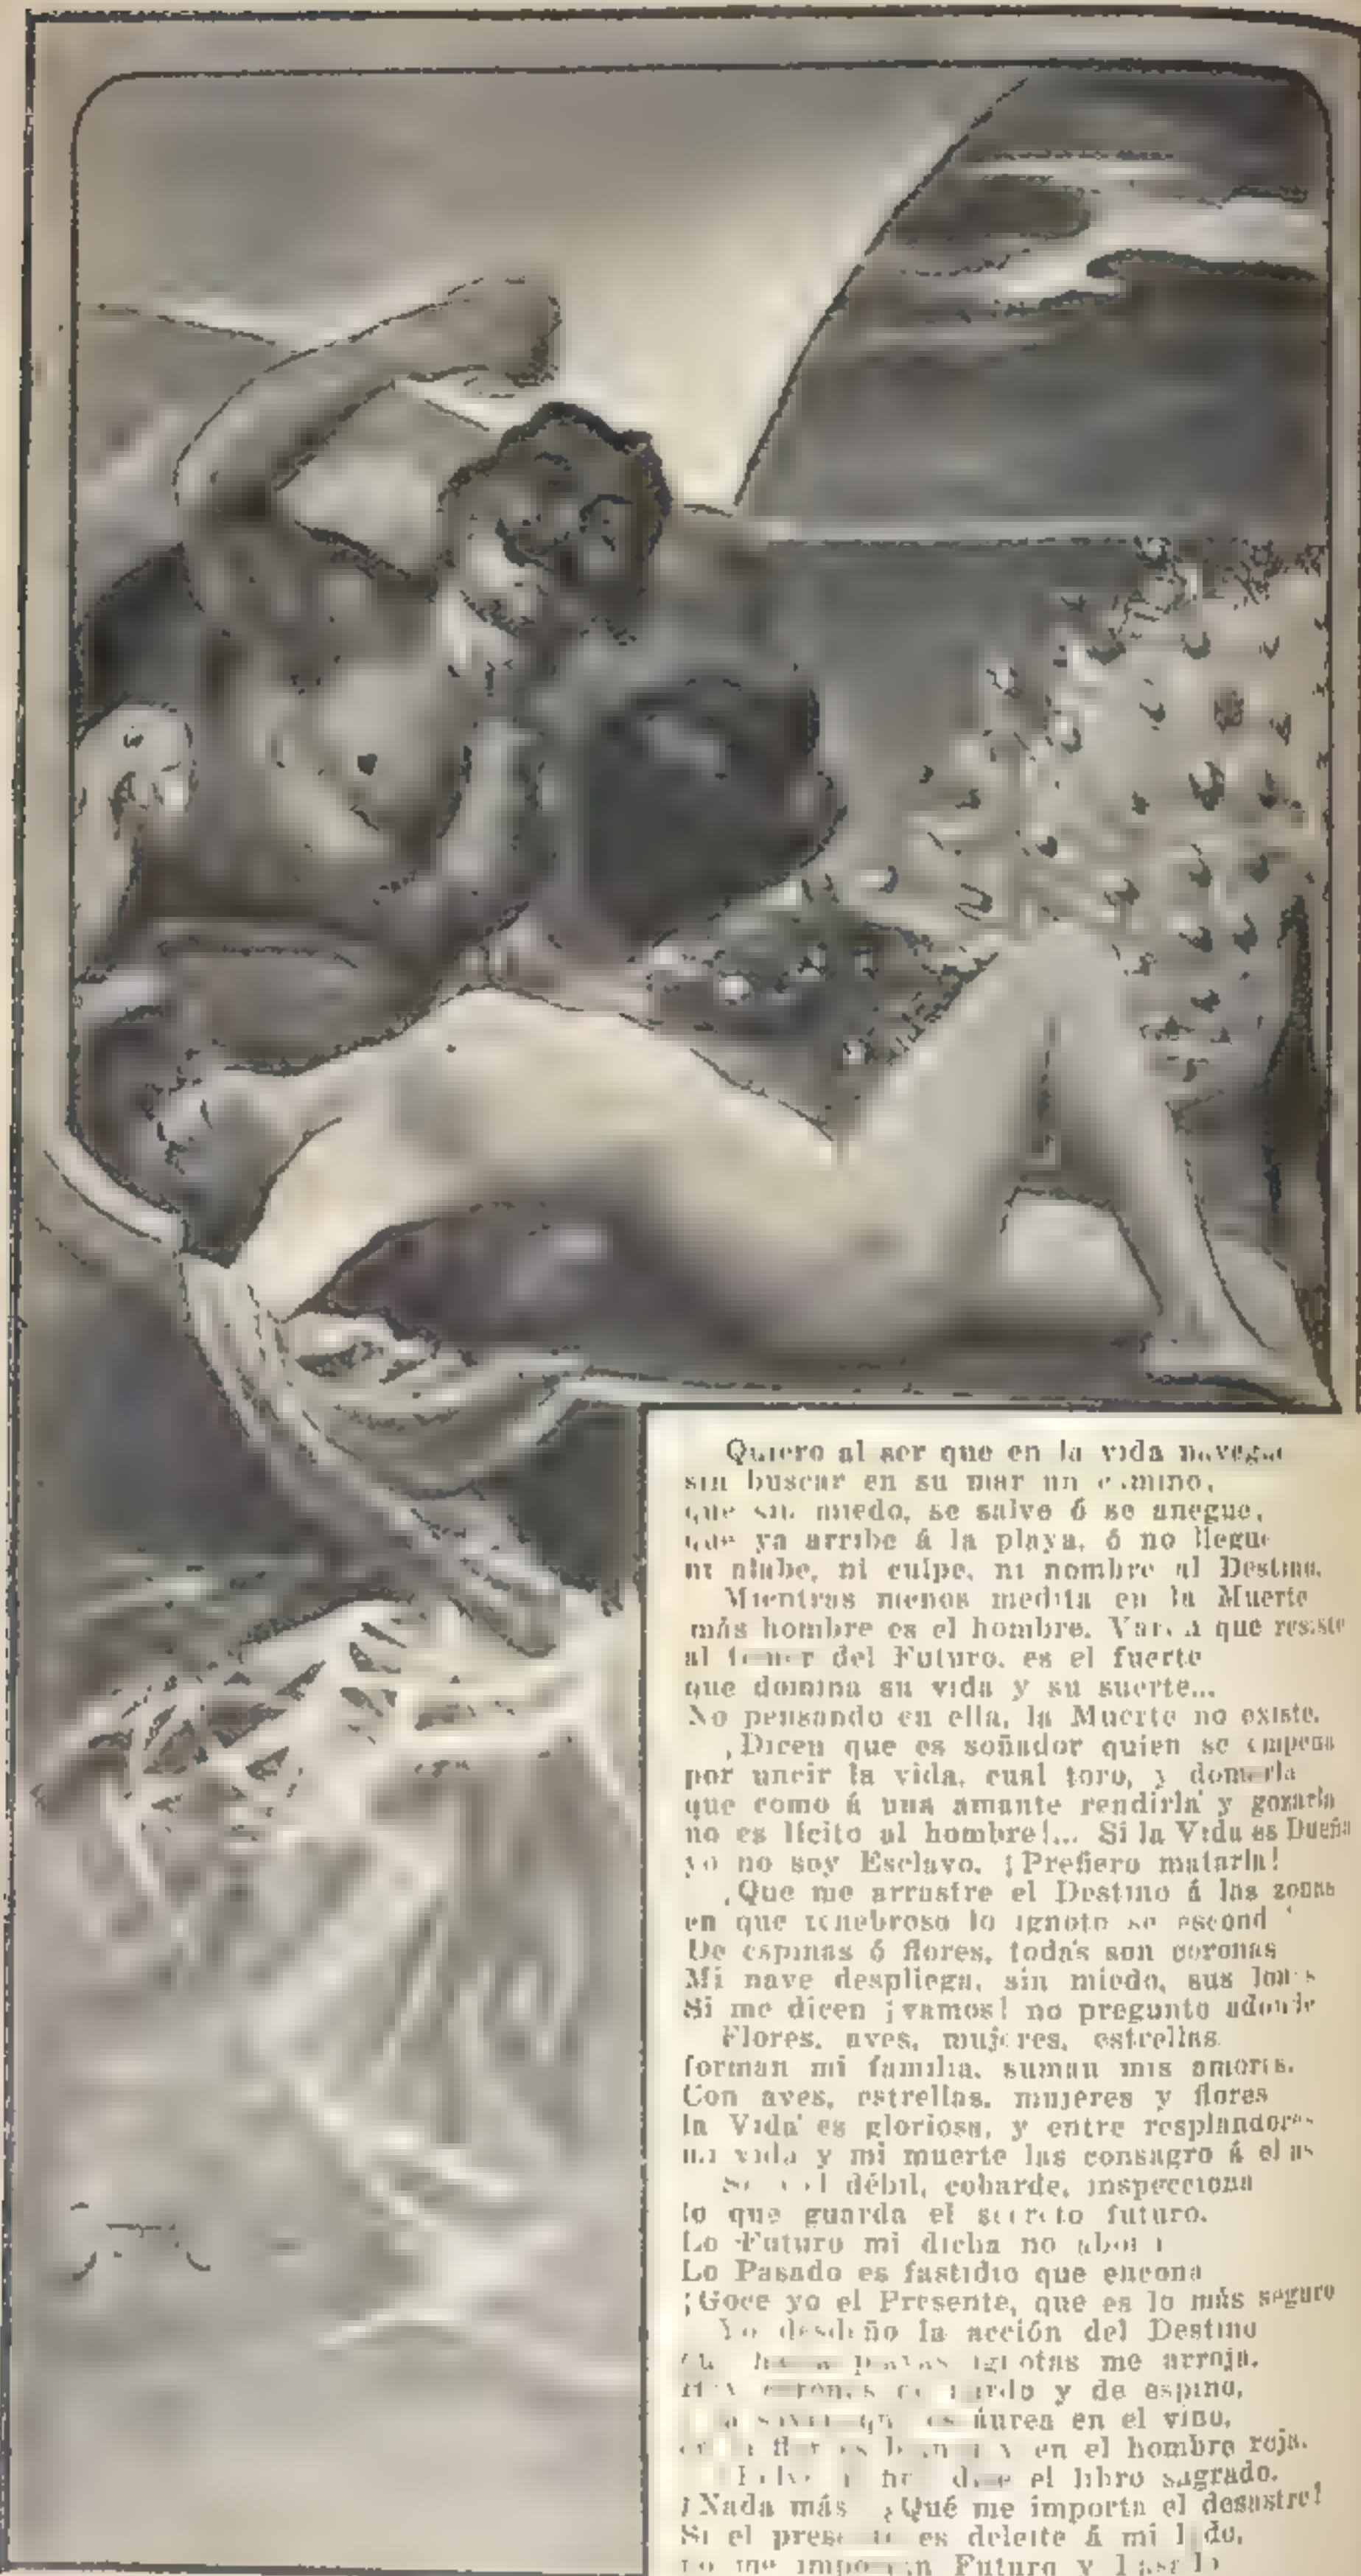 Quiero al ser que en la vida navega
sin buscar en su mar un camino,
que sin miedo, se salve ó se anegue,
que ya arribe á la playa, ó no llegue
ni alabe, ni culpe, ni nombre al Destino.
Mientras menos medita en la Muerte
más hombre es el hombre. que resiste
al del Futuro. es el fuerte
que domina su vida y su suerte...
No pensando en ella, la Muerte no existe.
¡Dicen que es soñador quien se empeña
por uncir la vida, cual toro, y domarla
que como á una amante rendirla y gozarla
no es lícito al hombre!... Si la Vida es Dueña
yo no soy Esclavo. ¡Prefiero matarla!
¡Que me arrastre el Destino á las zonas
en que tenebroso lo ignoto se esconde
De espinas ó flores, todas son coronas
Mi nave despliega, sin miedo, sus lonas
Si me dicen ¡vamos! no pregunto adonde
Flores, aves, mujeres, estrellas
forman mi familia, suman mis amores.
Con aves, estrellas, mujeres y flores
la Vida es gloriosa, y entre resplandores
mi vida y mi muerte las consagro á ellas
débil, cobarde, inspecciona
lo que guarda el secreto futuro.
Lo Futuro mi dicha no
Lo Pasado es fastidio que encona
¡Goce yo el Presente, que es lo más seguro
Yo desdeño la acción del Destino
ignotas me arroja.
y de espino,
áurea en el vino,
en el hombre roja.
el libro sagrado.
¡Nada más ¿Qué me importa el desastre!
Si el presente es deleite á mi lado,
Futuro y